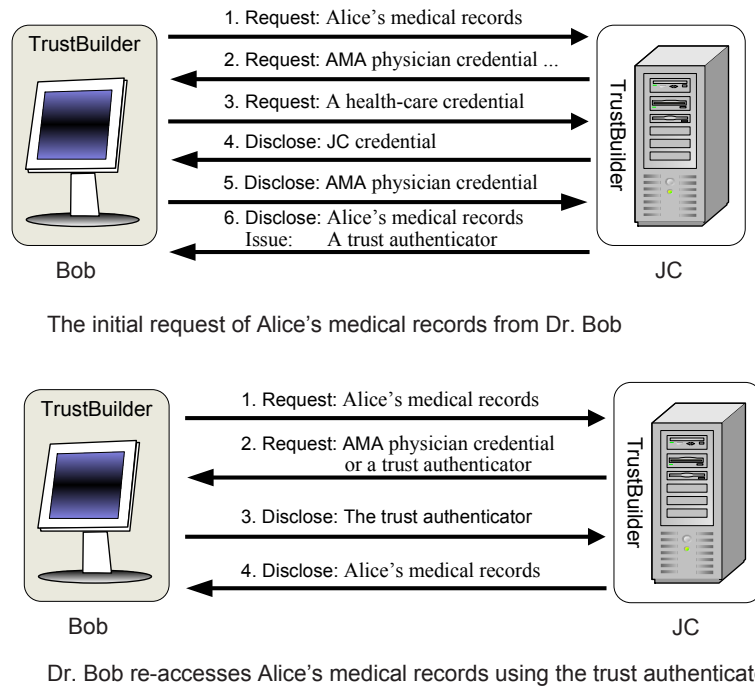 TrustBuilder
1. Request: Alice's medical records
2. Request: AMA physician credential ...
3. Request: A health-care credential
4. Disclose: JC credential
5. Disclose: AMA physician credential
6. Disclose: Alice's medical records
Issue: A trust authenticator
TrustBuilder
Bob
JC
The initial request of Alice's medical records from Dr. Bob
TrustBuilder
1. Request: Alice's medical records
2. Request: AMA physician credential
or a trust authenticator
3. Disclose: The trust authenticator
4. Disclose: Alice's medical records
TrustBuilder
Bob
JC
Dr. Bob re-accesses Alice's medical records using the trust authenticat